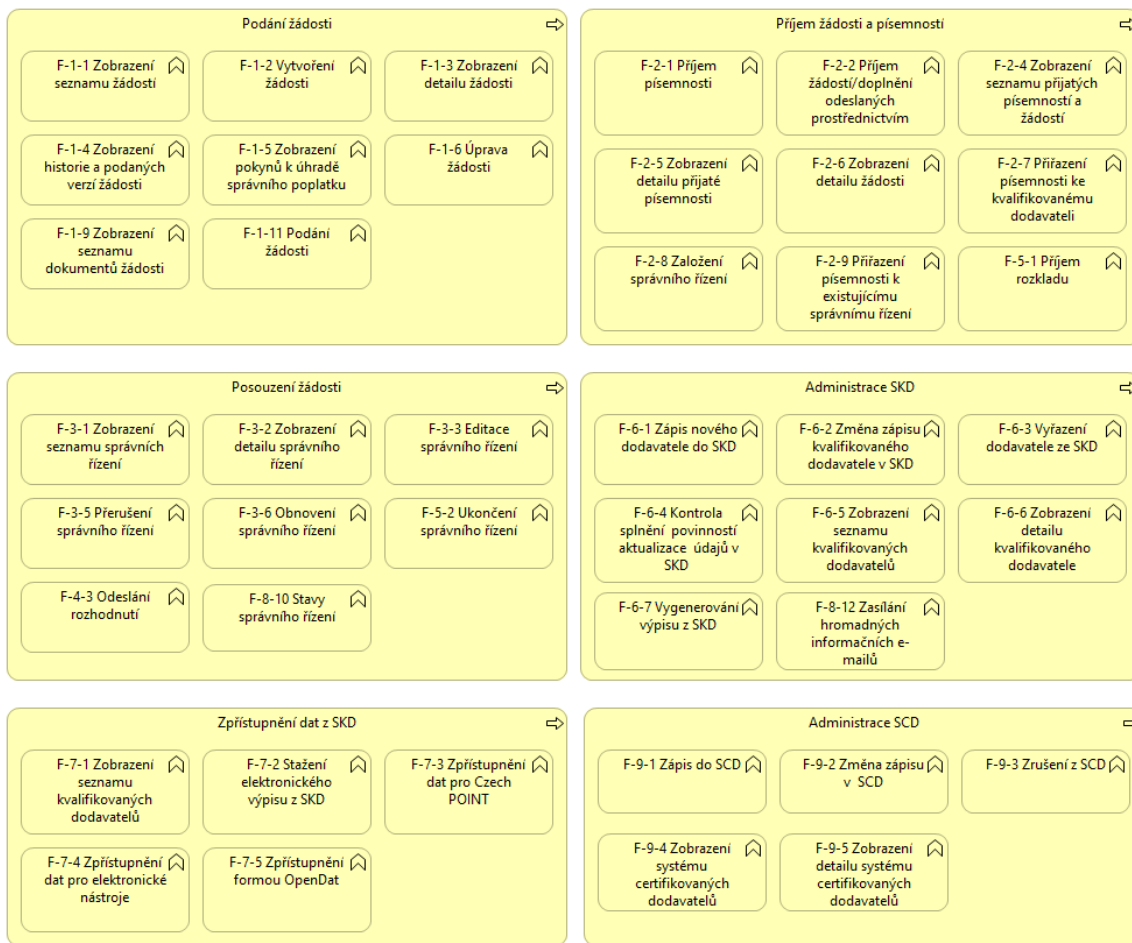 Podání žádosti
F-1-1 Zobrazení
seznamu žádostí
F-1-2 Vytvoření
žádosti
F-1-3 Zobrazení
detailu žádosti
F-1-4 Zobrazení
historie a podaných
verzí žádosti
F-1-5 Zobrazení
pokynů k úhradě
správního poplatku
F-1-6 Úprava
žádosti
F-1-9 Zobrazení
seznamu
dokumentů žádosti
F-1-11 Podání
žádosti
Příjem žádosti a písemností
F-2-1 Příjem
písemnosti
F-2-2 Příjem
žádostí/doplnění
odeslaných
prostřednictvím
F-2-4 Zobrazení
seznamu přijatých
písemností a
žádostí
F-2-5 Zobrazení
detailu přijaté
písemnosti
F-2-6 Zobrazení
detailu žádosti
F-2-7 Přiřazení
písemnosti ke
kvalifikovanému
dodavateli
F-2-8 Založení
správního řízení
F-2-9 Přiřazení
písemnosti k
existujícímu
správnímu řízení
F-5-1 Příjem
rozkladu
Posouzení žádosti
F-3-1 Zobrazení
seznamu správních
řízení
F-3-2 Zobrazení
detailu správního
řízení
F-3-3 Editace
správního řízení
F-3-5 Přerušení
správního řízení
F-3-6 Obnovení
správního řízení
F-5-2 Ukončení
správního řízení
F-4-3 Odeslání
rozhodnutí
F-8-10 Stavy
správního řízení
Administrace SKD
F-6-1 Zápis nového
dodavatele do SKD
F-6-2 Změna zápisu
kvalifikovaného
dodavatele v SKD
F-6-3 Vyřazení
dodavatele ze SKD
F-6-4 Kontrola
splnění povinností
aktualizace údajů v
SKD
F-6-5 Zobrazení
seznamu
kvalifikovaných
dodavatelů
F-6-6 Zobrazení
detailu
kvalifikovaného
dodavatele
F-6-7 Vygenerování
výpisu z SKD
F-8-12 Zasílání
hromadných
informačních e-
mailů
Zpřístupnění dat z SKD
F-7-1 Zobrazení
seznamu
kvalifikovaných
dodavatelů
F-7-2 Stažení
elektronického
výpisu z SKD
F-7-3 Zpřístupnění
dat pro Czech
POINT
F-7-4 Zpřístupnění
dat pro elektronické
nástroje
F-7-5 Zpřístupnění
formou OpenDat
Administrace SCD
F-9-1 Zápis do SCD
F-9-2 Změna zápisu
v SCD
F-9-3 Zrušení z SCD
F-9-4 Zobrazení
systému
certifikovaných
dodavatelů
F-9-5 Zobrazení
detailu systému
certifikovaných
dodavatelů